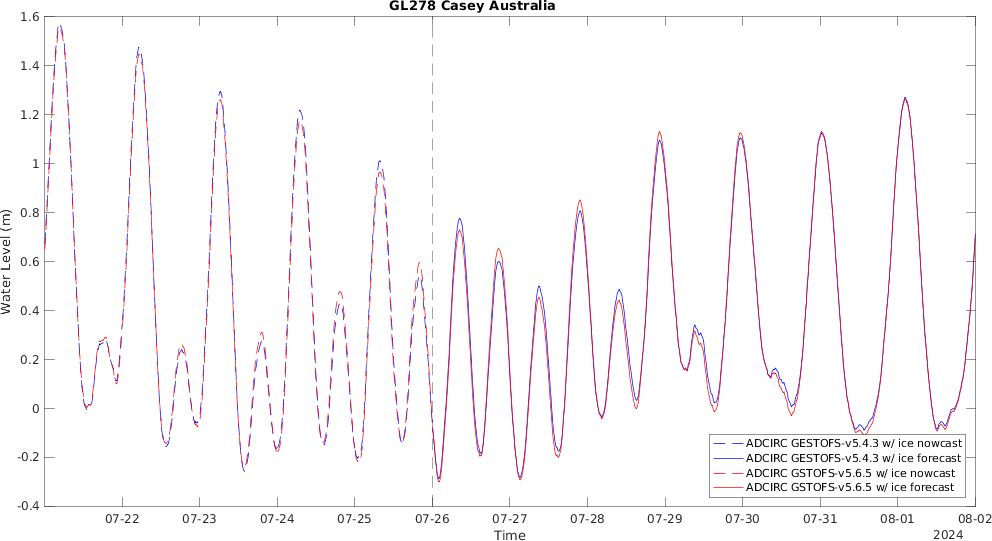 GL278 Casey Australia
1.6
1.4
1.2
1
0.8
0.6
0.4
0.2
0
-0.2
-0.4
Water Level (m)
ADCIRC GESTOFS-v5.4.3 w/ ice nowcast
ADCIRC GESTOFS-v5.4.3 w/ ice forecast
ADCIRC GSTOFS-v5.6.5 w/ ice nowcast
ADCIRC GSTOFS-v5.6.5 w/ ice forecast
07-22 07-23 07-24 07-25 07-26 07-27 07-28 07-29 07-30 07-31 08-01 08-02
Time
2024